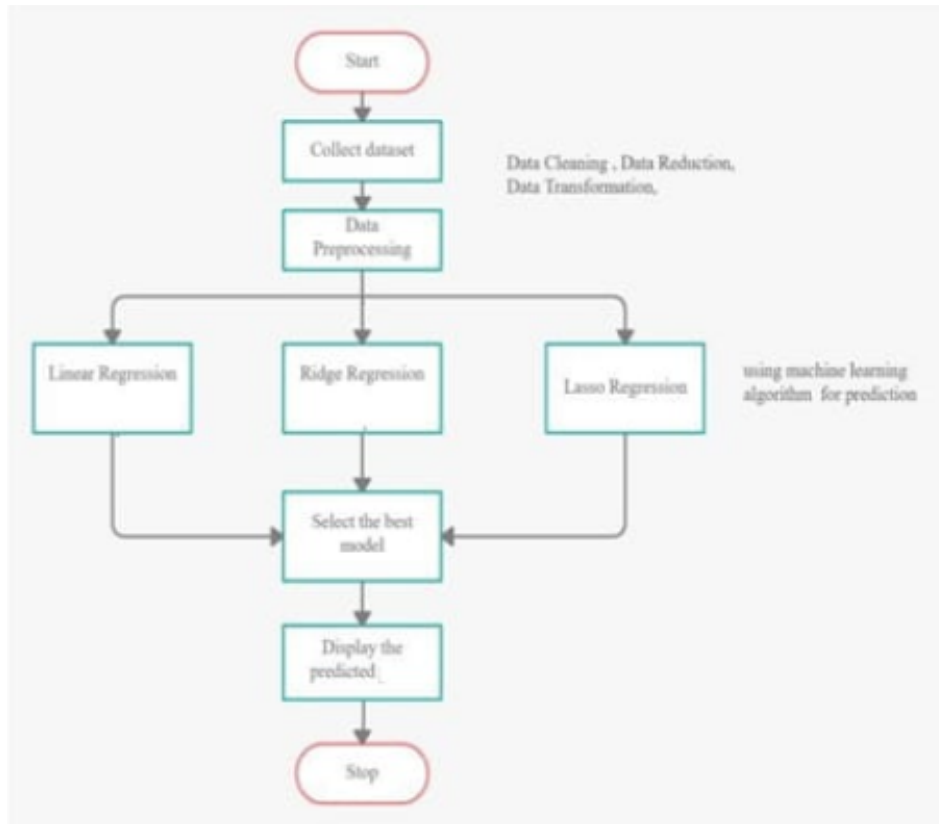 Start
Collect dataset
Data Cleaning , Data Reduction,
Data Transformation,
Data
Preprocessing
Linear Regression
Ridge Regression
Lasso Regression
using machine learning
algorithm for prediction
Select the best
model
Display the
predicted
Stop